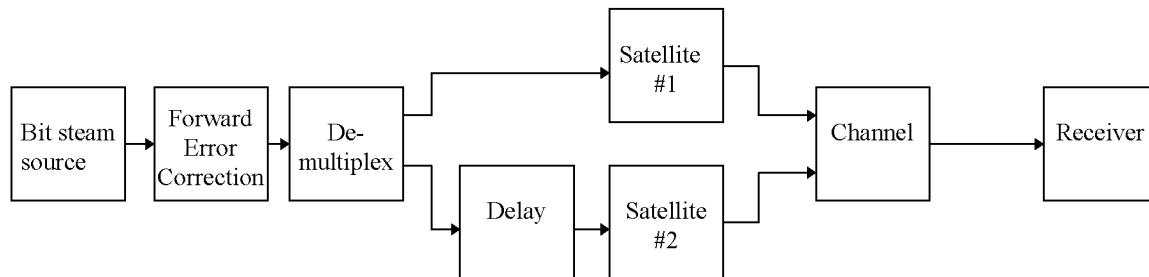 Bit steam
source
Forward
Error
Correction
De-
multiplex
Satellite
#1
Delay
Satellite
#2
Channel
Receiver